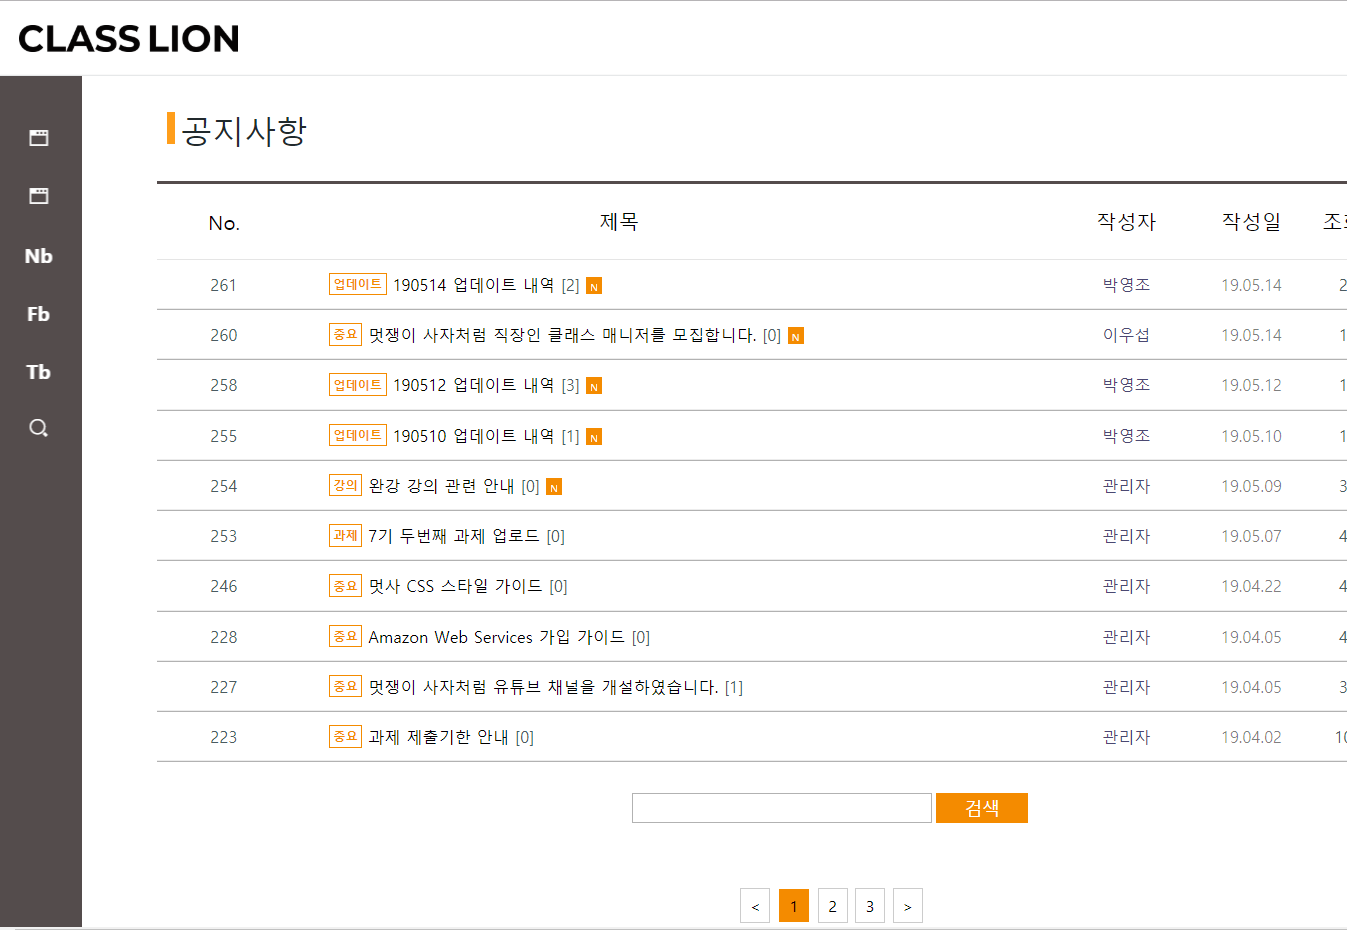 CLASS LION
공지사항
No. 제목 작성자 작성일
261 업데이트 190514 업데이트 내역 [2] N 박영조 19.05.14 2
260 중요 멋쟁이 사자처럼 직장인 클래스 매니저를 모집합니다. [0] N 이우섭 19.05.14 1
258 업데이트 190512 업데이트 내역 [3] N 박영조 19.05.12 1
255 업데이트 190510 업데이트 내역 [1] N 박영조 19.05.10 1
254 강의 완강 강의 관련 안내 [0] N 관리자 19.05.09 3
253 과제 7기 두번째 과제 업로드 [0] 관리자 19.05.07 4
246 중요 멋사 CSS 스타일 가이드 [0] 관리자 19.04.22 4
228 중요 Amazon Web Services 가입 가이드 [0] 관리자 19.04.05 4
227 중요 멋쟁이 사자처럼 유튜브 채널을 개설하였습니다. [1] 관리자 19.04.05 3
223 중요 과제 제출기한 안내 [0] 관리자 19.04.02 10
Nb
Fb
Tb
검색
< 1 2 3 >